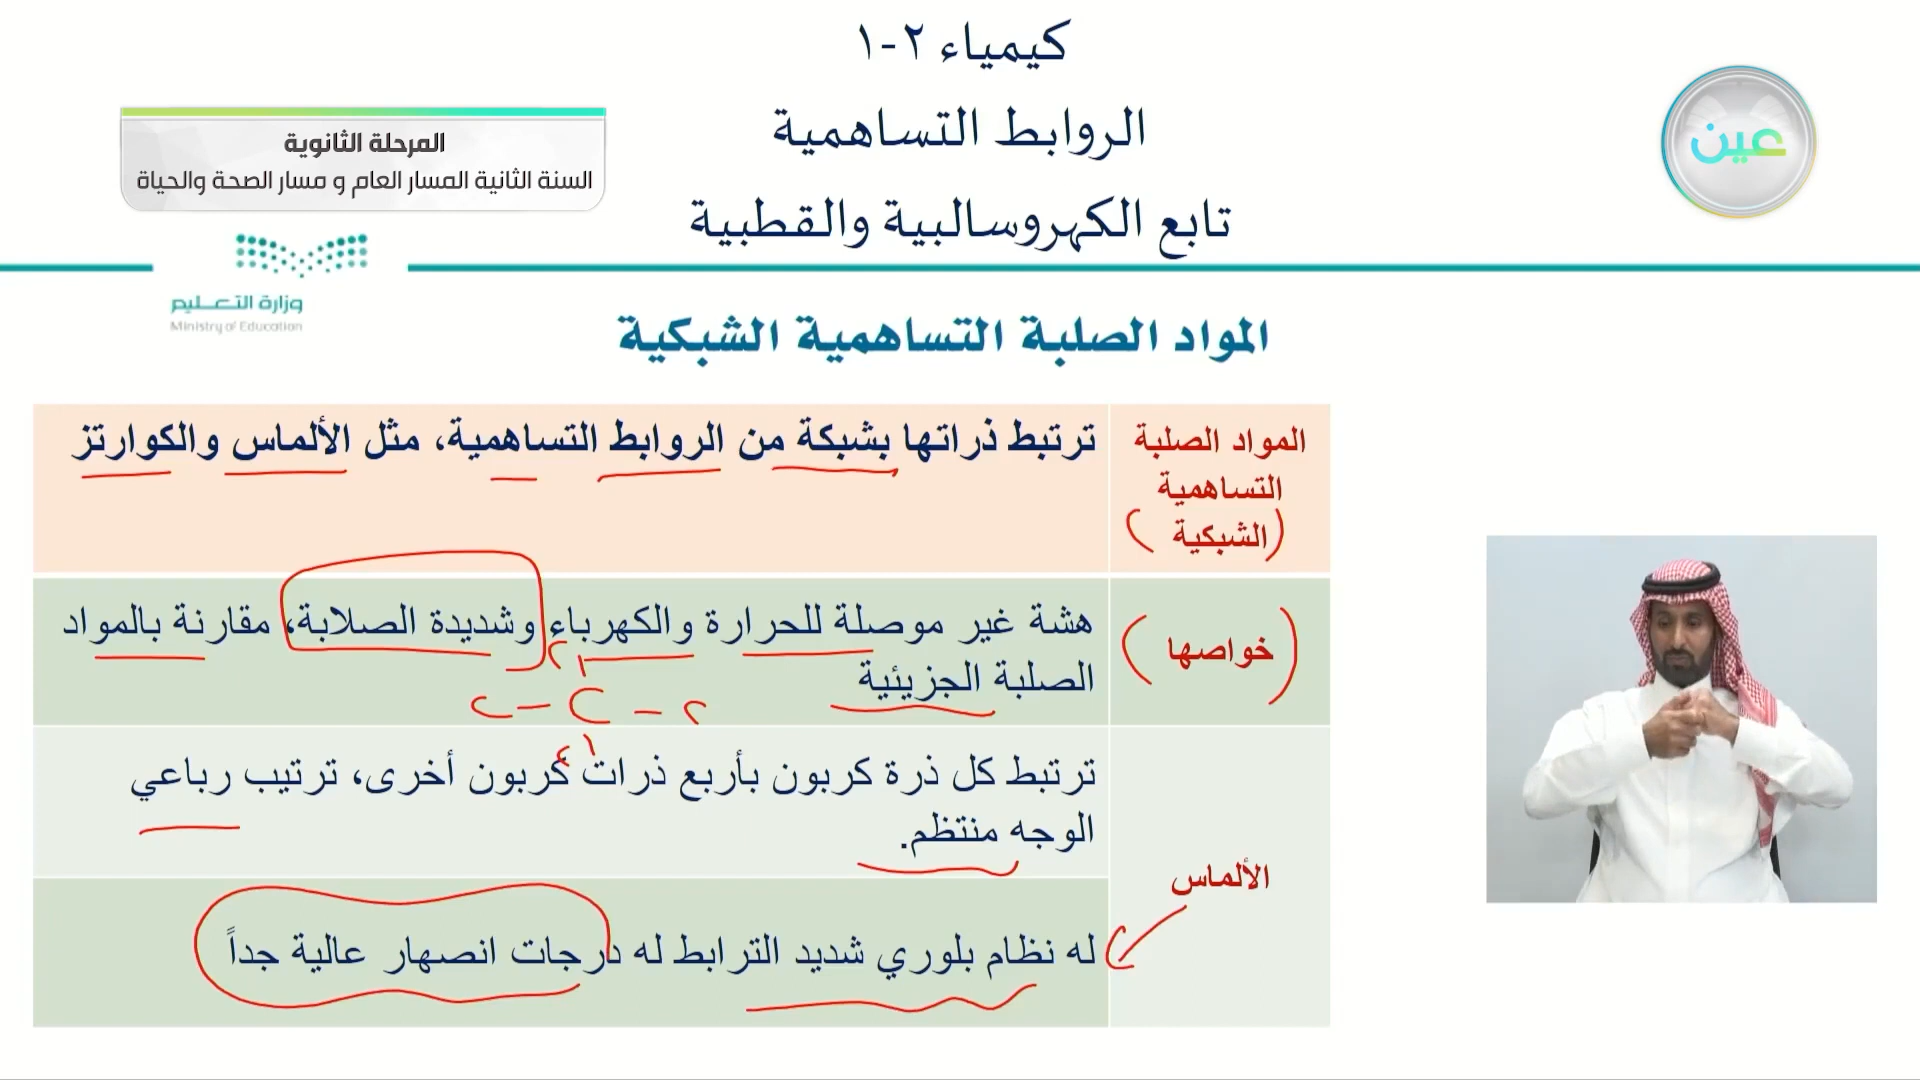 كيمياء ٢-١
الروابط التساهمية
تابع الكهروسالبية والقطبية
عين
المرحلة الثانوية
السنة الثانية المسار العام و مسار الصحة والحياة
وزارة التعـــليم
Ministry of Education
المواد الصلبة التساهمية الشبكية
المواد الصلبة
التساهمية
(الشبكية)
ترتبط ذراتها بشبكة من الروابط التساهمية، مثل الألماس والكوارتز
(خواصها)
هشة غير موصلة للحرارة والكهرباء وشديدة الصلابة، مقارنة بالمواد
الصلبة الجزيئية
C
C – C – C
C
الألماس
ترتبط كل ذرة كربون بأربع ذرات كربون أخرى، ترتيب رباعي
الوجه منتظم.
له نظام بلوري شديد الترابط له درجات انصهار عالية جداً